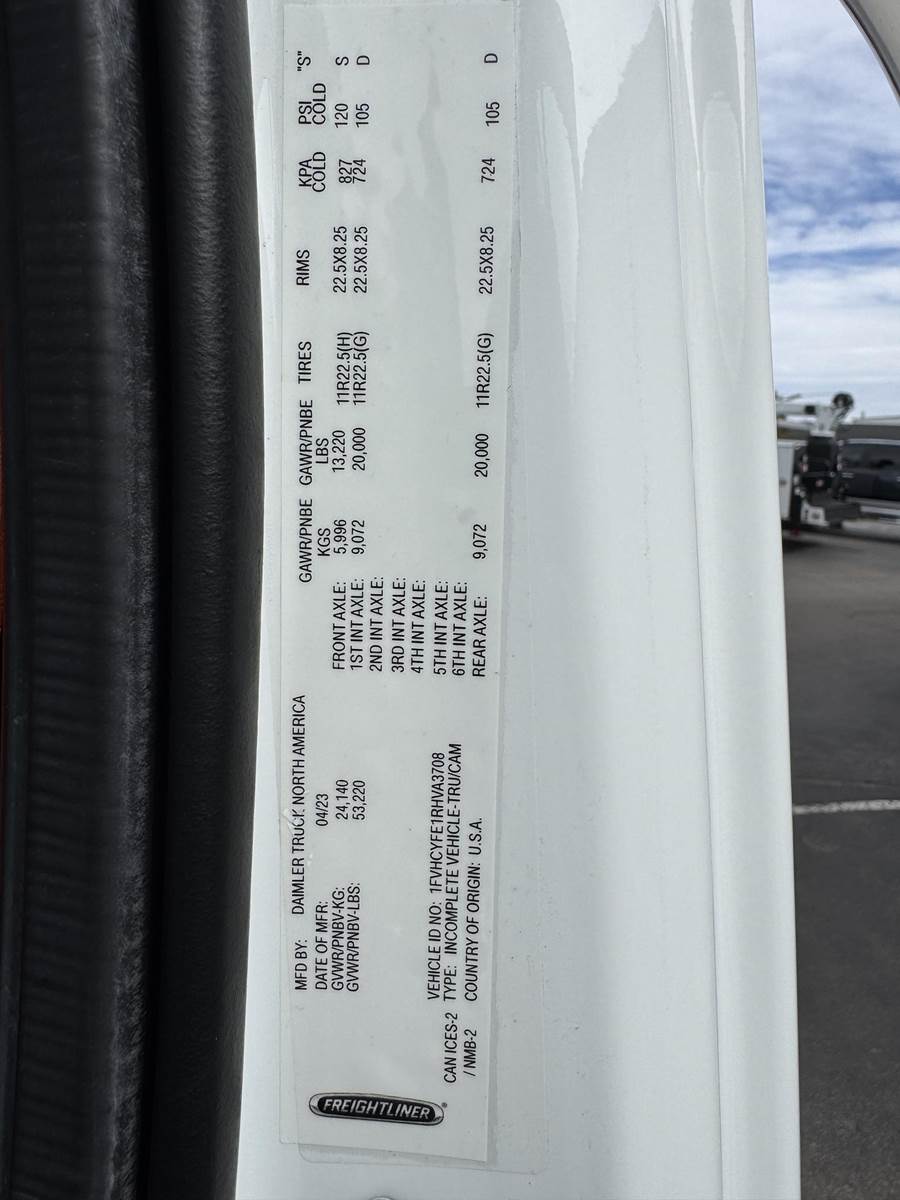 MFD BY: DAIMLER TRUCK NORTH AMERICA
DATE OF MFR: 04/23
GVWR/PNBV-KG: 24,140
GVWR/PNBV-LBS: 53,220
VEHICLE ID NO: 1FVHCYFE1RHVA3708
CAN ICES-2 TYPE: INCOMPLETE VEHICLE-TRU/CAM
/ NMB-2 COUNTRY OF ORIGIN: U.S.A.
FREIGHTLINER®
GAWR/PNBE GAWR/PNBE TIRES RIMS KPA PSI "S"
KGS LBS COLD COLD
FRONT AXLE: 5,996 13,220 11R22.5(H) 22.5X8.25 827 120 S
1ST INT AXLE: 9,072 20,000 11R22.5(G) 22.5X8.25 724 105 D
2ND INT AXLE:
3RD INT AXLE:
4TH INT AXLE:
5TH INT AXLE:
6TH INT AXLE:
REAR AXLE: 9,072 20,000 11R22.5(G) 22.5X8.25 724 105 D